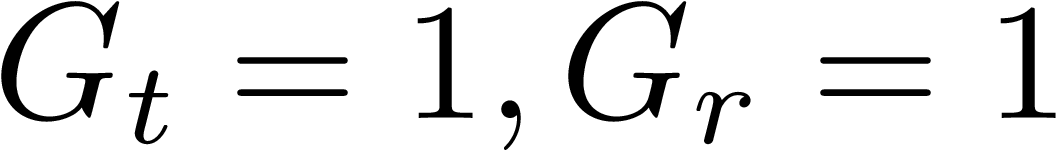 G_t = 1, G_r = 1